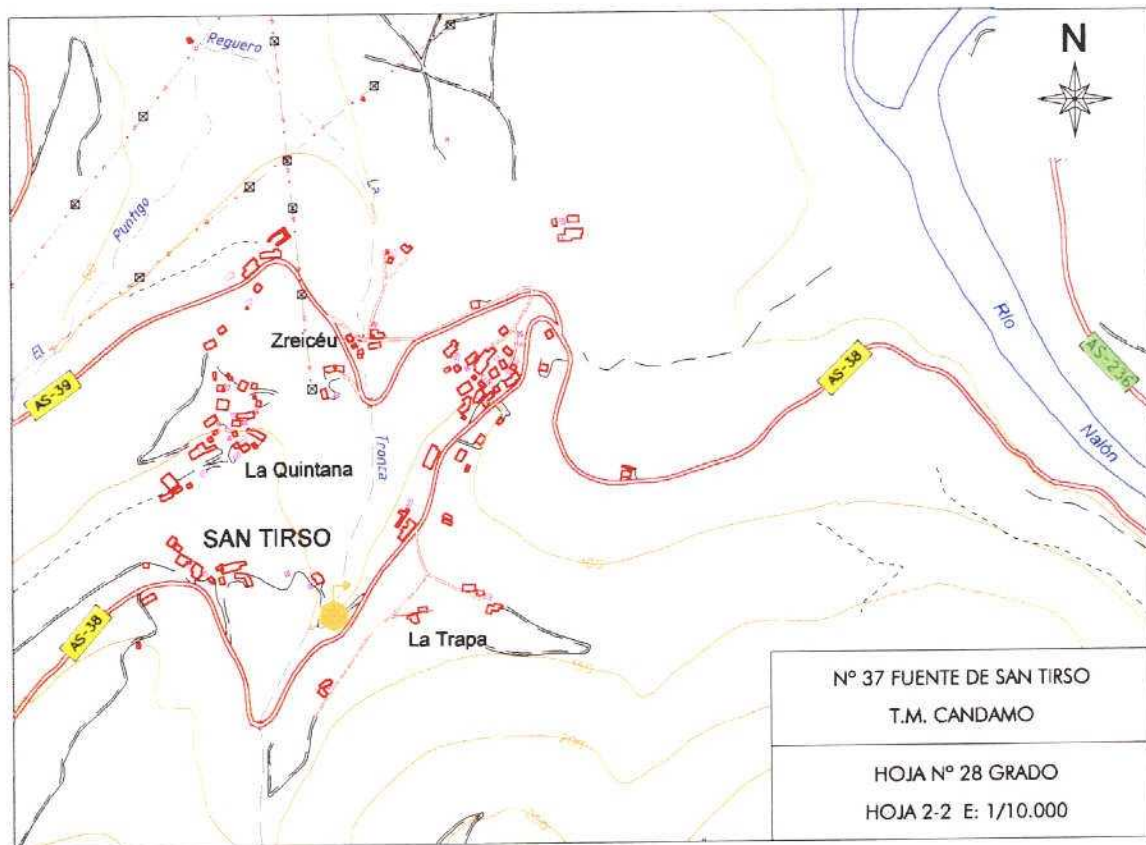 N
Reguero
La
Puntigo
El
Río
AS-236
Zreicéu
AS-38
AS-39
Nalón
Tronca
La Quintana
SAN TIRSO
AS-38
La Trapa
Nº 37 FUENTE DE SAN TIRSO
T.M. CANDAMO
HOJA Nº 28 GRADO
HOJA 2-2 E: 1/10.000